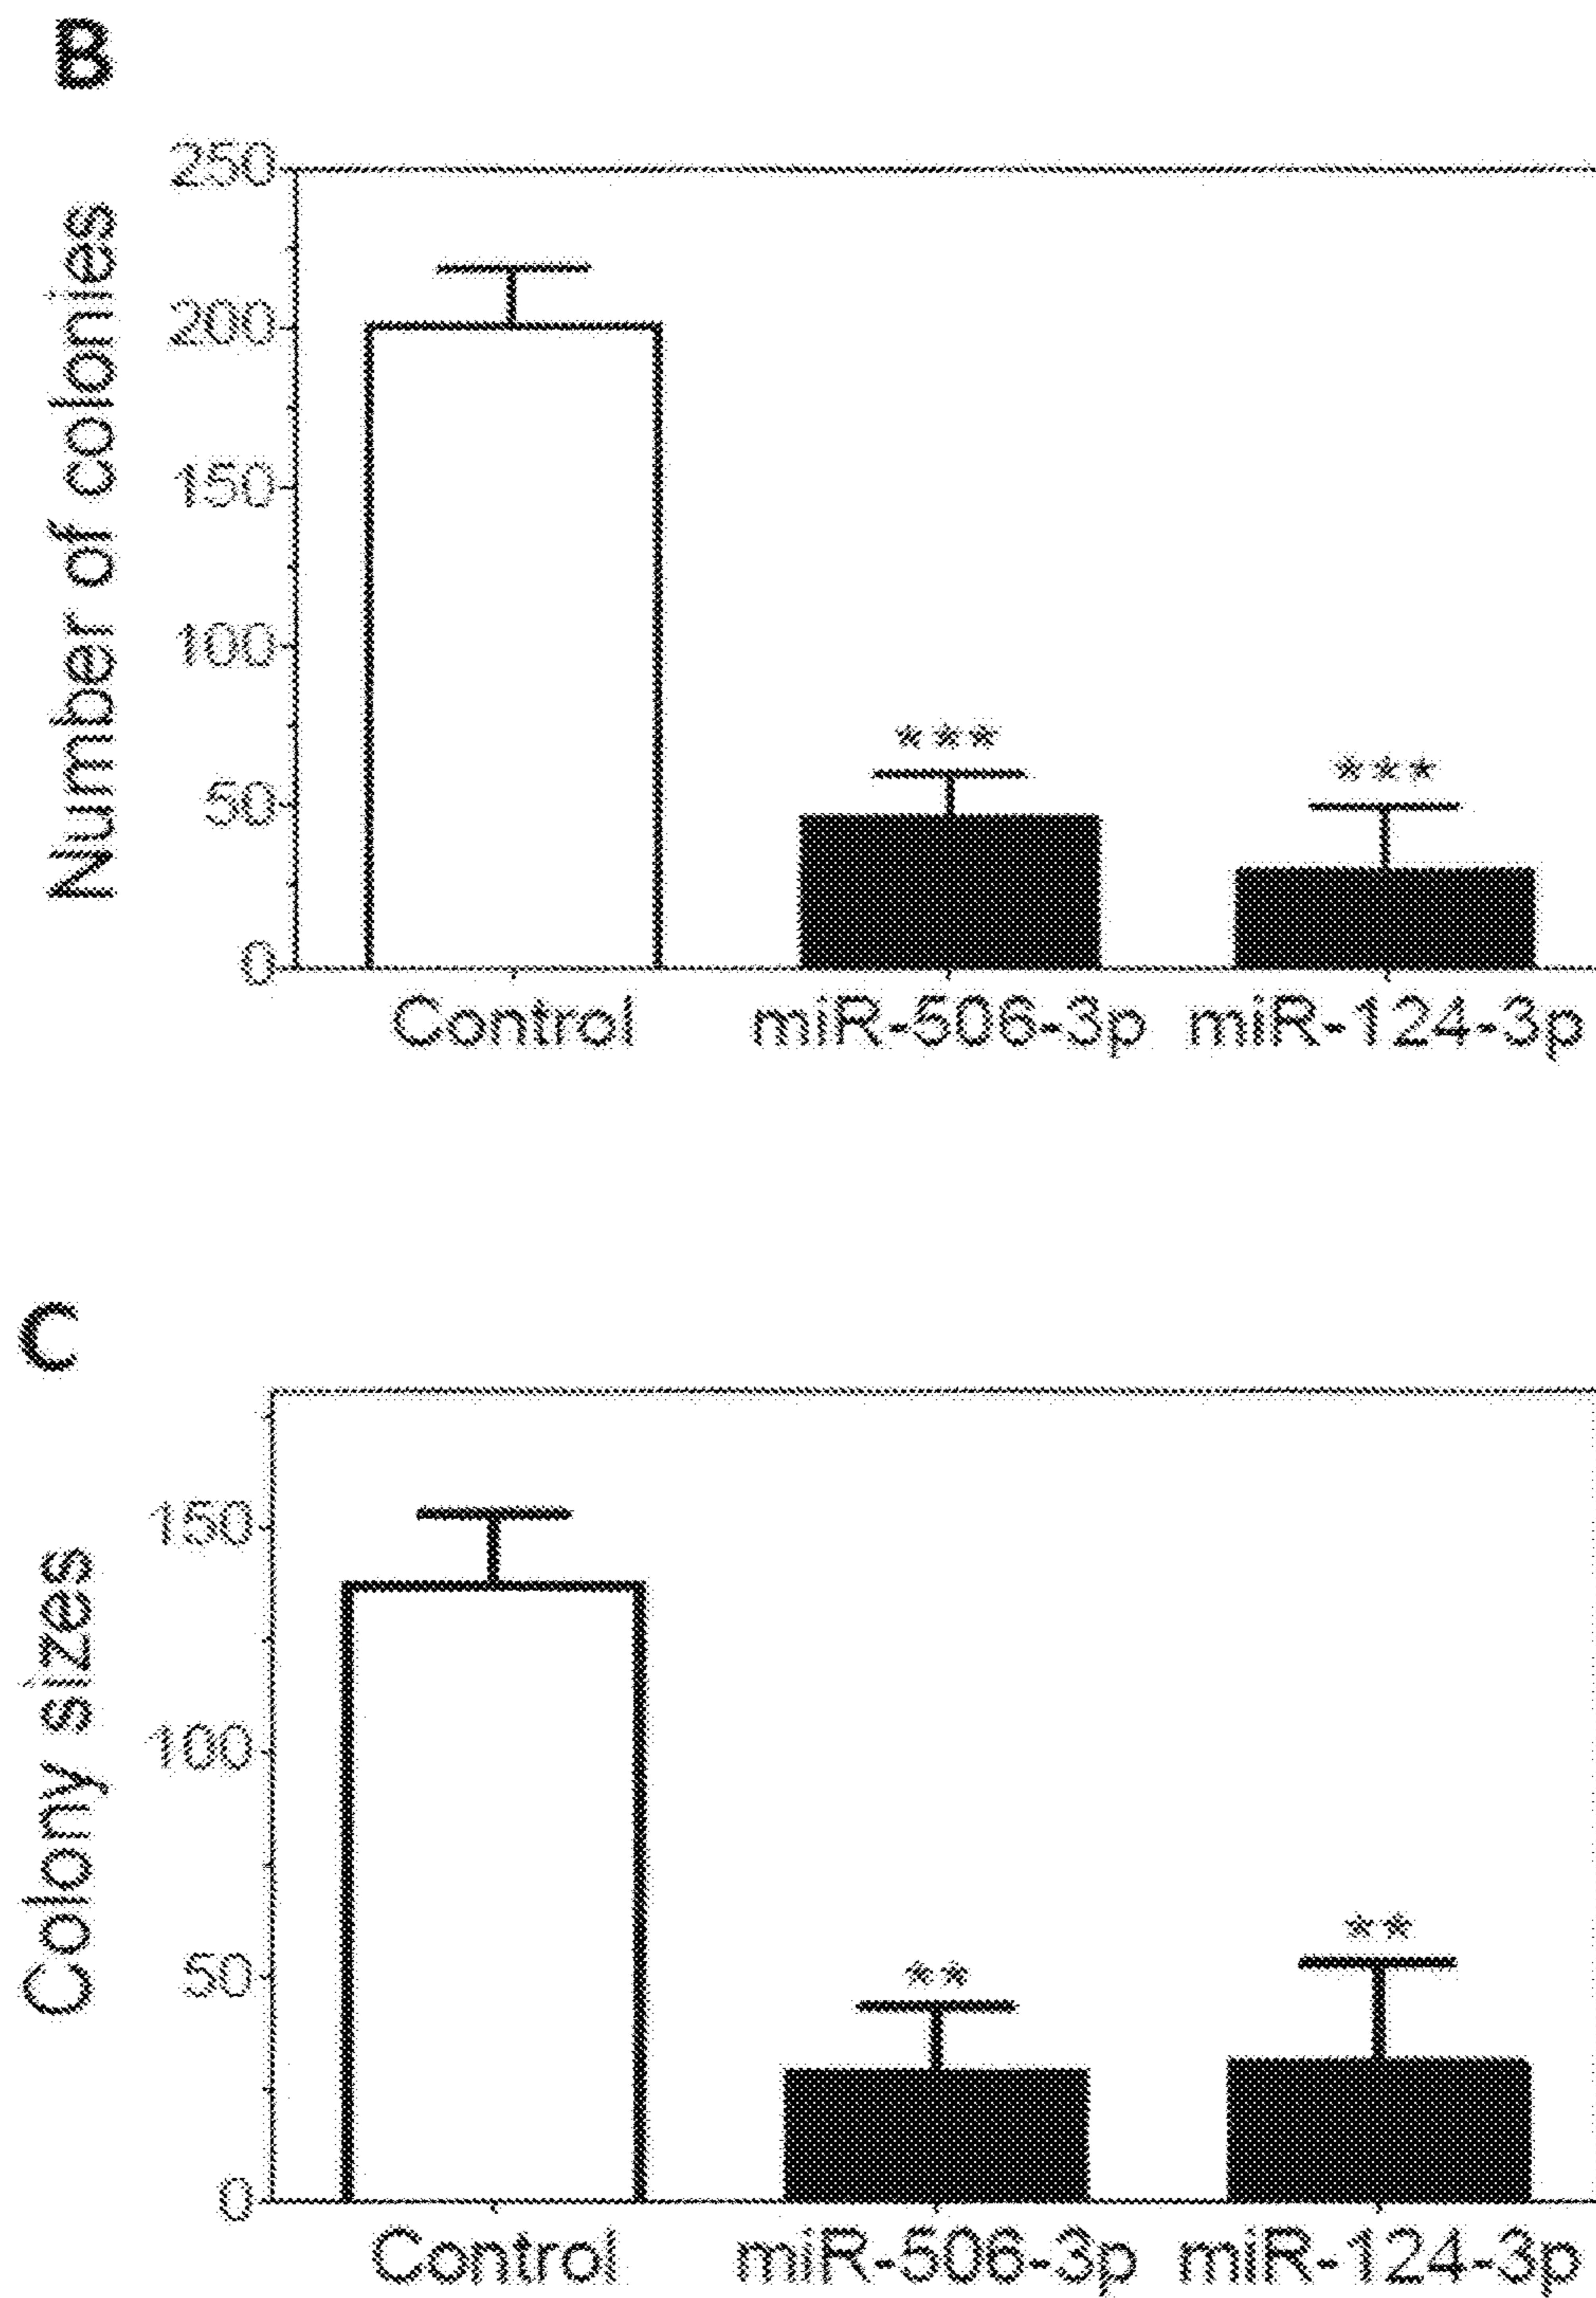 B
250
200
150
100
50
0
Number of colonies
***
***
Control miR-506-3p miR-124-3p
C
150
100
50
0
Colony sizes
**
**
Control miR-506-3p miR-124-3p